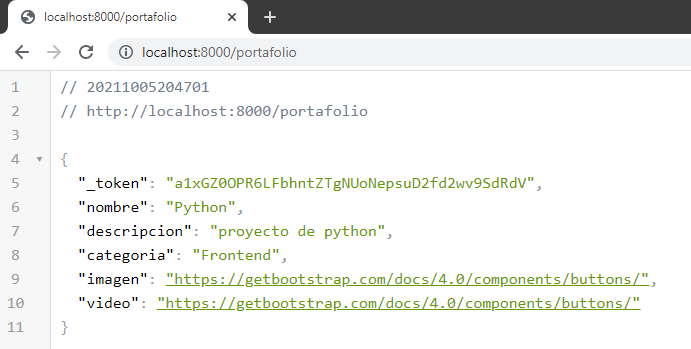 localhost:8000/portafolio
localhost:8000/portafolio
1 // 20211005204701
2 // http://localhost:8000/portafolio
3
4 {
5 "_token": "a1xGZ0OPR6LFbhntZTgNUoNepsuD2fd2wv9SdRdV",
6 "nombre": "Python",
7 "descripcion": "proyecto de python",
8 "categoria": "Frontend",
9 "imagen": "https://getbootstrap.com/docs/4.0/components/buttons/",
10 "video": "https://getbootstrap.com/docs/4.0/components/buttons/"
11 }